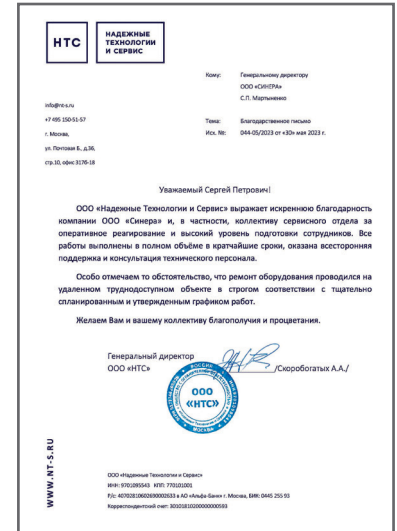 НТС
НАДЕЖНЫЕ
ТЕХНОЛОГИИ
И СЕРВИС
Кому: Генеральному директору
ООО «СИНЕРА»
С.П. Мартыненко
info@nt-s.ru
+7 495 150-51-57
г. Москва,
ул. Почтовая Б., д.36,
стр.10, офис 317б-18
Тема: Благодарственное письмо
Исх. №: 044-05/2023 от «30» мая 2023 г.
Уважаемый Сергей Петрович!
ООО «Надежные Технологии и Сервис» выражает искреннюю благодарность
компании ООО «Синера» и, в частности, коллективу сервисного отдела за
оперативное реагирование и высокий уровень подготовки сотрудников. Все
работы выполнены в полном объёме в кратчайшие сроки, оказана всесторонняя
поддержка и консультация технического персонала.
Особо отмечаем то обстоятельство, что ремонт оборудования проводился на
удаленном труднодоступном объекте в строгом соответствии с тщательно
спланированным и утвержденным графиком работ.
Желаем Вам и вашему коллективу благополучия и процветания.
Генеральный директор
ООО «НТС» /Скоробогатых А.А./
ООО
«НТС»
МОСКВА
WWW.NT-S.RU
ООО «Надежные Технологии и Сервис»
ИНН: 9701095543 КПП: 770101001
Р/с: 40702810602690002633 в АО «Альфа-Банк» г. Москва, БИК: 0445 255 93
Корреспондентский счет: 30101810200000000593